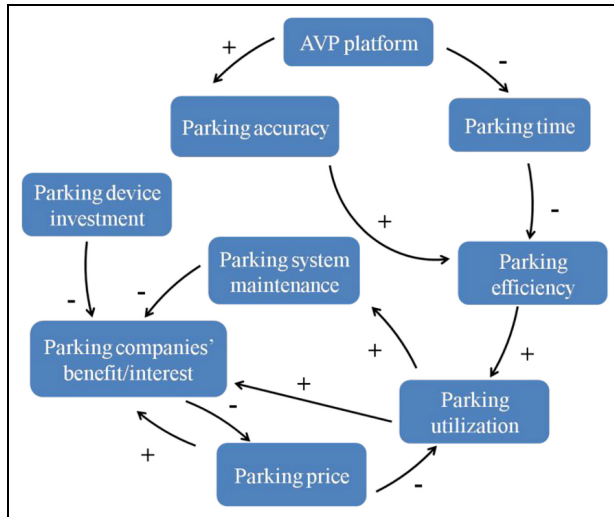 AVP platform
+
-
Parking accuracy
Parking time
Parking device
investment
+
-
Parking system
maintenance
Parking
efficiency
-
-
Parking companies'
benefit/interest
+
+
+
Parking
utilization
-
+
Parking price
-